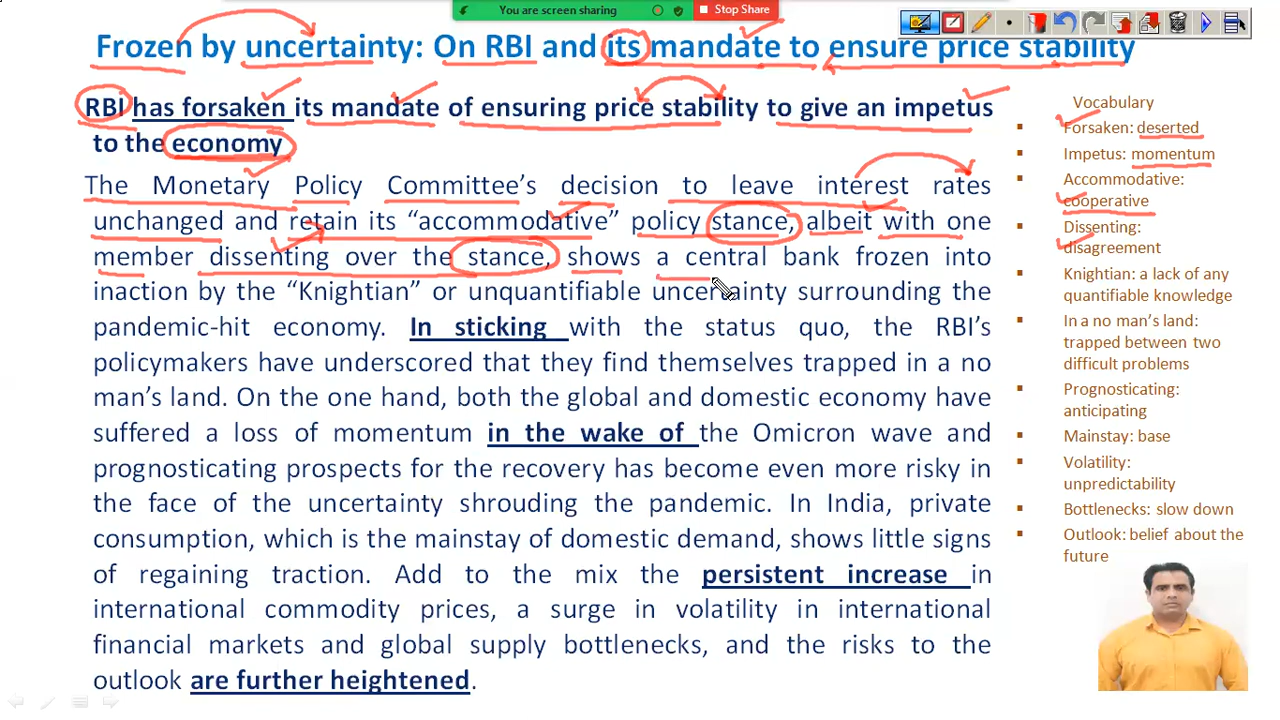 You are screen sharing
Stop Share
Frozen by uncertainty: On RBI and its mandate to ensure price stability
RBI has forsaken its mandate of ensuring price stability to give an impetus
to the economy
The Monetary Policy Committee’s decision to leave interest rates
unchanged and retain its “accommodative” policy stance, albeit with one
member dissenting over the stance, shows a central bank frozen into
inaction by the “Knightian” or unquantifiable uncertainty surrounding the
pandemic-hit economy. In sticking with the status quo, the RBI’s
policymakers have underscored that they find themselves trapped in a no
man’s land. On the one hand, both the global and domestic economy have
suffered a loss of momentum in the wake of the Omicron wave and
prognosticating prospects for the recovery has become even more risky in
the face of the uncertainty shrouding the pandemic. In India, private
consumption, which is the mainstay of domestic demand, shows little signs
of regaining traction. Add to the mix the persistent increase in
international commodity prices, a surge in volatility in international
financial markets and global supply bottlenecks, and the risks to the
outlook are further heightened.
Vocabulary
▪ Forsaken: deserted
▪ Impetus: momentum
▪ Accommodative:
cooperative
▪ Dissenting:
disagreement
▪ Knightian: a lack of any
quantifiable knowledge
▪ In a no man’s land:
trapped between two
difficult problems
▪ Prognosticating:
anticipating
▪ Mainstay: base
▪ Volatility:
unpredictability
▪ Bottlenecks: slow down
▪ Outlook: belief about the
future